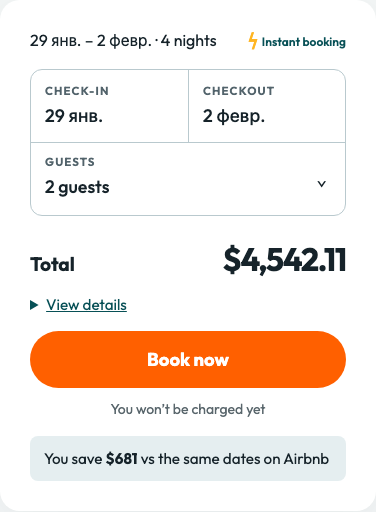 29 янв. – 2 февр. · 4 nights
Instant booking
CHECK-IN
CHECKOUT
29 янв.
2 февр.
GUESTS
2 guests
Total
$4,542.11
View details
Book now
You won't be charged yet
You save $681 vs the same dates on Airbnb